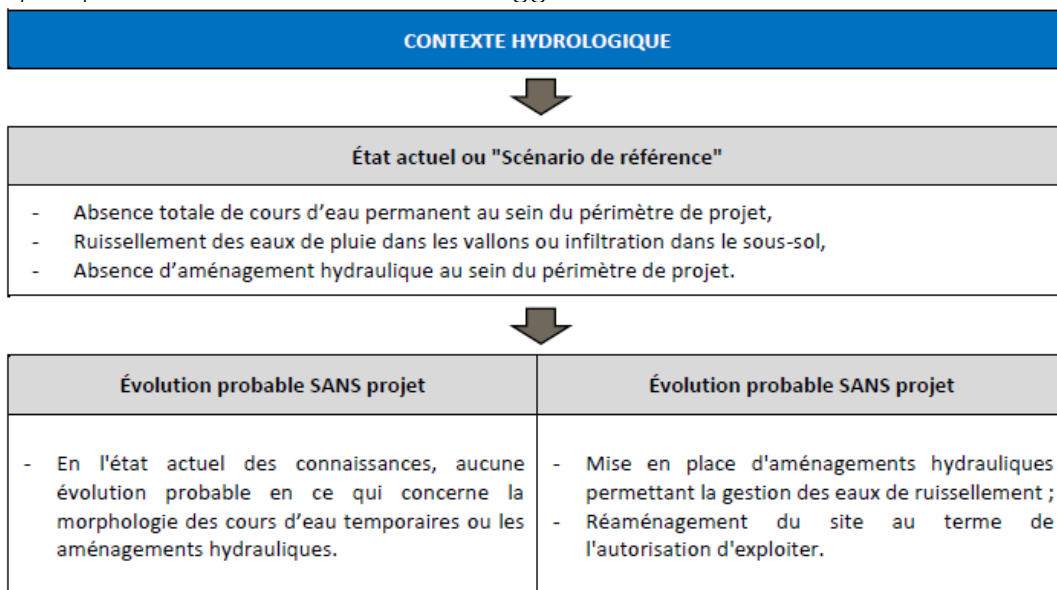 CONTEXTE HYDROLOGIQUE
État actuel ou "Scénario de référence"
- Absence totale de cours d'eau permanent au sein du périmètre de projet,
- Ruissellement des eaux de pluie dans les vallons ou infiltration dans le sous-sol,
- Absence d'aménagement hydraulique au sein du périmètre de projet.
Évolution probable SANS projet
- En l'état actuel des connaissances, aucune
évolution probable en ce qui concerne la
morphologie des cours d'eau temporaires ou les
aménagements hydrauliques.
Évolution probable SANS projet
- Mise en place d'aménagements hydrauliques
permettant la gestion des eaux de ruissellement ;
- Réaménagement du site au terme de
l'autorisation d'exploiter.